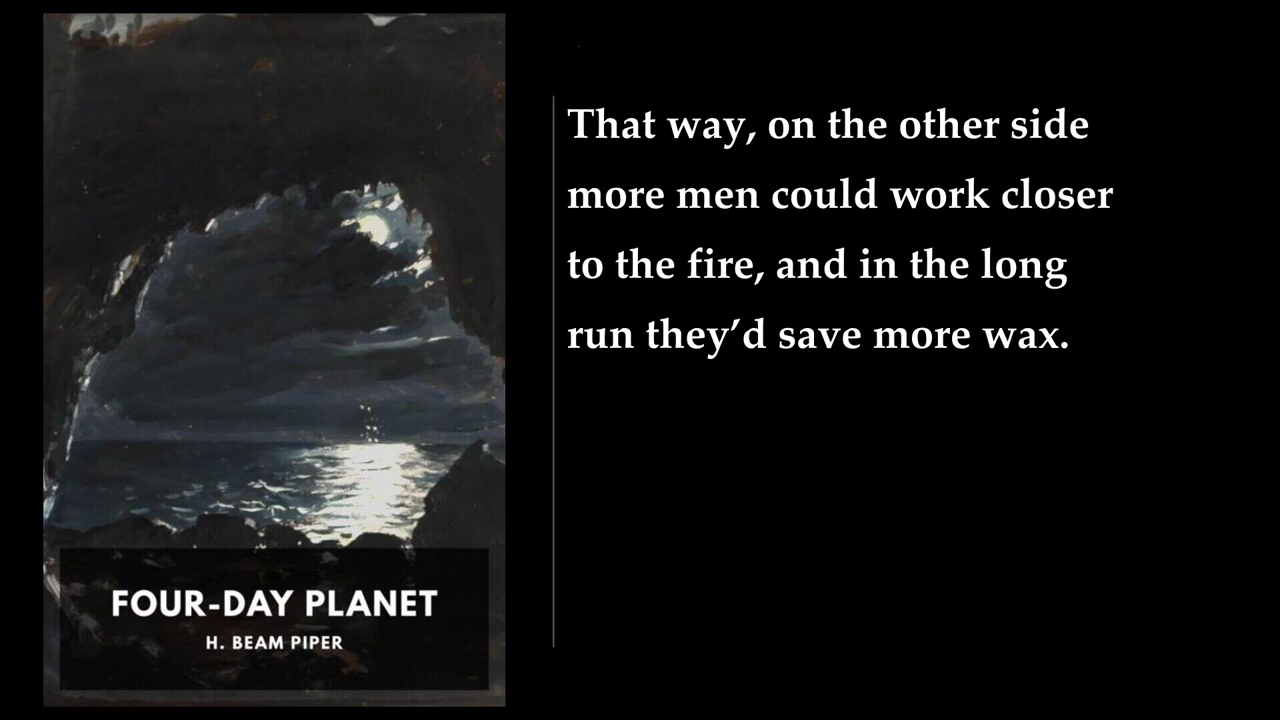 That way, on the other side
more men could work closer
to the fire, and in the long
run they’d save more wax.
FOUR-DAY PLANET
H. BEAM PIPER